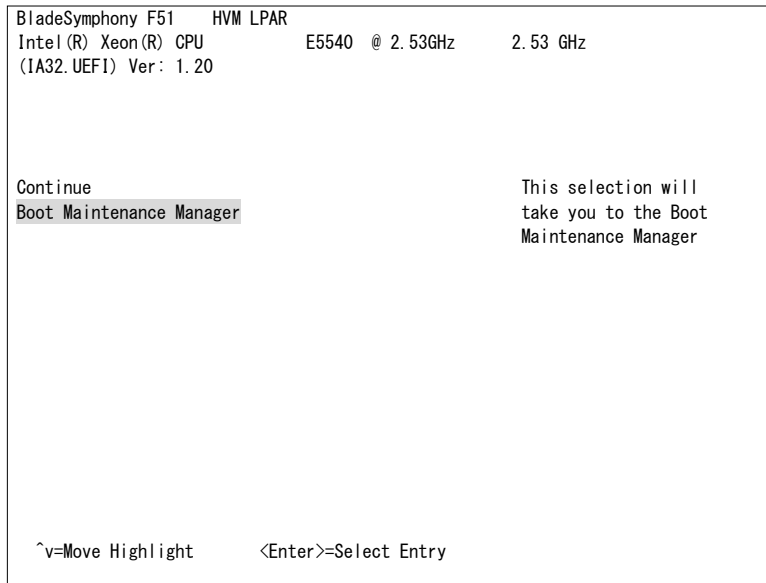 BladeSymphony F51    HVM LPAR
Intel(R) Xeon(R) CPU           E5540  @ 2.53GHz      2.53 GHz
(IA32.UEFI) Ver: 1.20
Continue
Boot Maintenance Manager
This selection will
take you to the Boot
Maintenance Manager
^v=Move Highlight       <Enter>=Select Entry